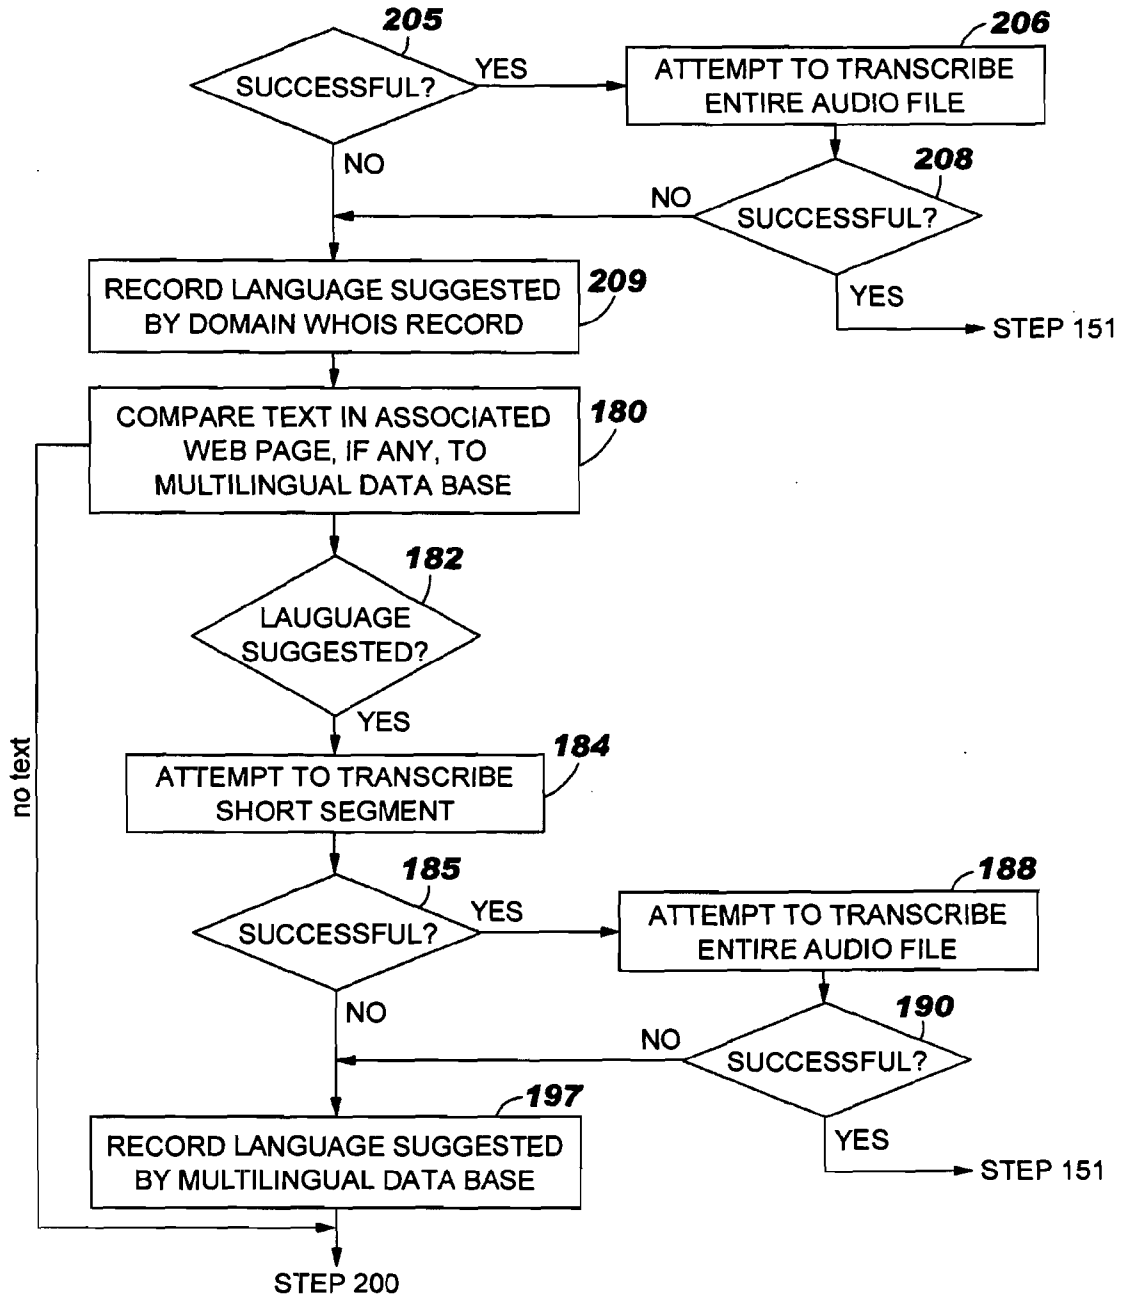 205
SUCCESSFUL?
YES
206
ATTEMPT TO TRANSCRIBE
ENTIRE AUDIO FILE
NO
208
SUCCESSFUL?
NO
YES
STEP 151
209
RECORD LANGUAGE SUGGESTED
BY DOMAIN WHOIS RECORD
180
COMPARE TEXT IN ASSOCIATED
WEB PAGE, IF ANY, TO
MULTILINGUAL DATA BASE
182
LAUGUAGE
SUGGESTED?
YES
no text
184
ATTEMPT TO TRANSCRIBE
SHORT SEGMENT
185
SUCCESSFUL?
YES
188
ATTEMPT TO TRANSCRIBE
ENTIRE AUDIO FILE
NO
190
SUCCESSFUL?
NO
YES
STEP 151
197
RECORD LANGUAGE SUGGESTED
BY MULTILINGUAL DATA BASE
STEP 200